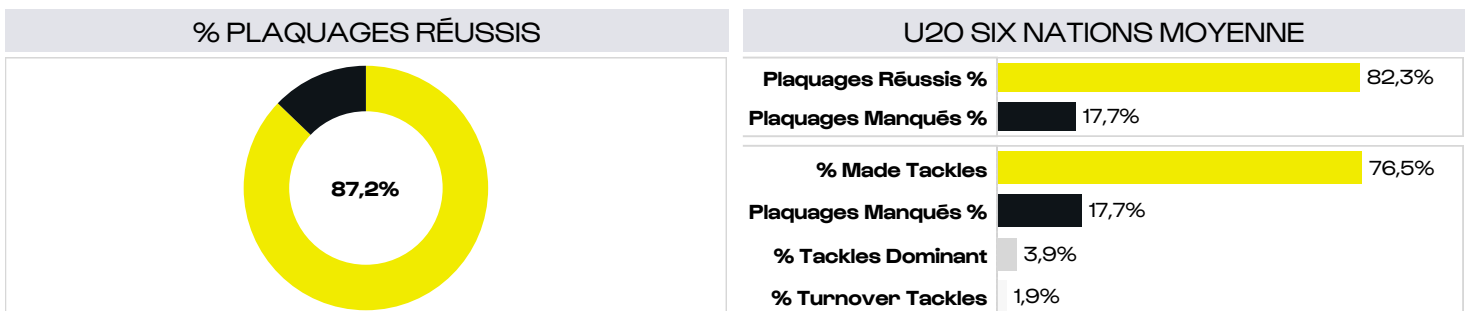 % PLAQUAGES RÉUSSIS
87,2%
U20 SIX NATIONS MOYENNE
Plaquages Réussis % 82,3%
Plaquages Manqués % 17,7%
% Made Tackles 76,5%
Plaquages Manqués % 17,7%
% Tackles Dominant 3,9%
% Turnover Tackles 1,9%